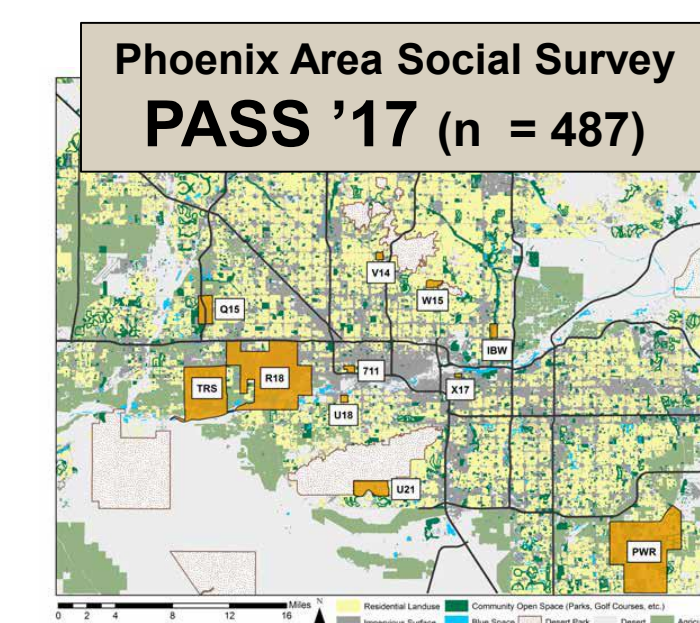 Phoenix Area Social Survey
PASS ’17 (n = 487)
V14
W15
Q15
IBW
711
R18
TRS
X17
U18
U21
PWR
Miles
N
0 2 4 8 12 16
Residential Landuse
Community Open Space (Parks, Golf Courses, etc.)
Impervious Surface
Blue Space
Desert Park
Desert